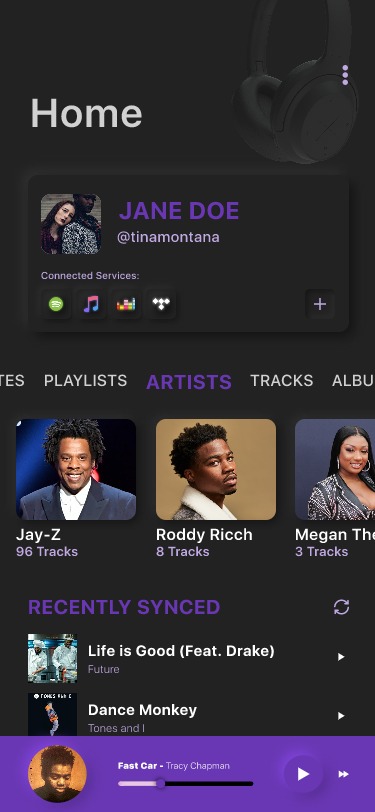 Home
JANE DOE
@tinamontana
Connected Services:
TES PLAYLISTS ARTISTS TRACKS ALBU
Jay-Z Roddy Ricch Megan The
96 Tracks 8 Tracks 3 Tracks
RECENTLY SYNCED
Life is Good (Feat. Drake)
Future
Dance Monkey
TONES AND I
Tones and I
Fast Car - Tracy Chapman